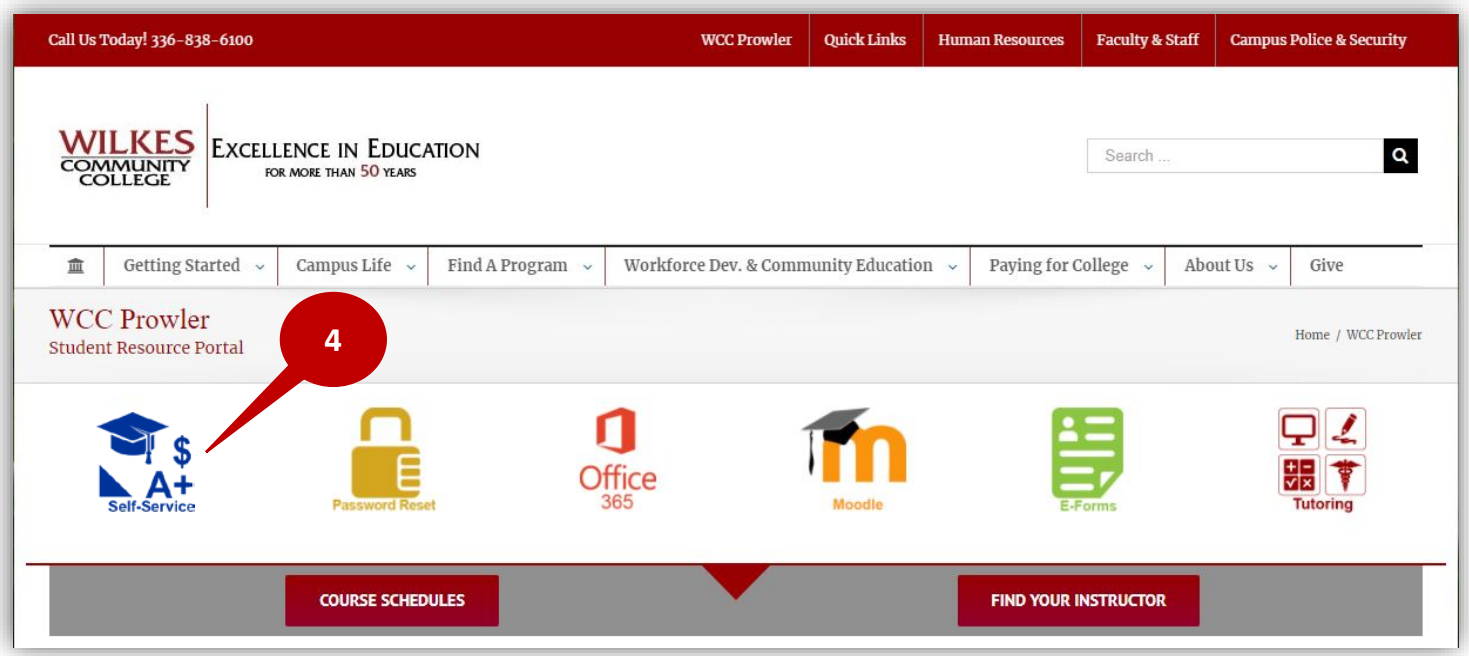 Call Us Today! 336-838-6100 WCC Prowler Quick Links Human Resources Faculty & Staff Campus Police & Security
WILKES
COMMUNITY
COLLEGE
EXCELLENCE IN EDUCATION
FOR MORE THAN 50 YEARS
Search ...
Getting Started Campus Life Find A Program Workforce Dev. & Community Education Paying for College About Us Give
WCC Prowler
Student Resource Portal
4
Home / WCC Prowler
$
A+
Self-Service
Password Reset
Office
365
m
Moodle
E-Forms
Tutoring
COURSE SCHEDULES FIND YOUR INSTRUCTOR